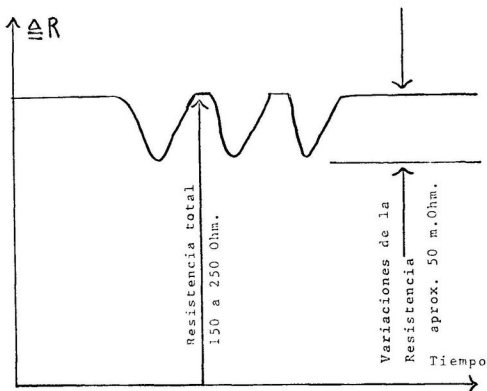 ≙R
Resistencia total
150 a 250 Ohm.
Variaciones de la
Resistencia
aprox. 50 m.Ohm.
Tiempo